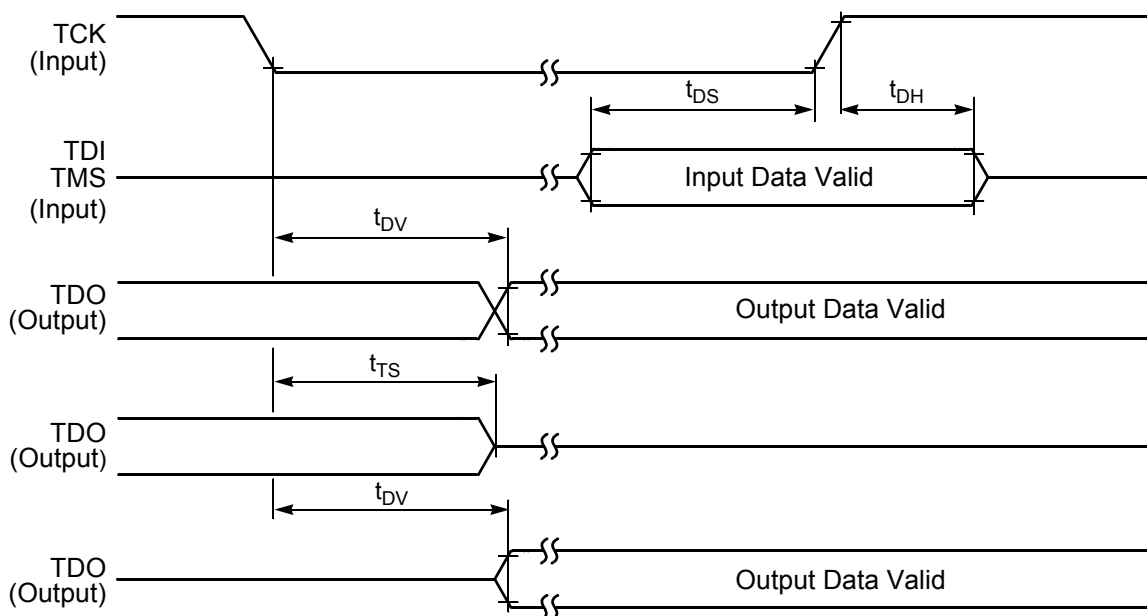 TCK
(Input)
tDS
tDH
TDI
TMS
(Input)
Input Data Valid
tDV
TDO
(Output)
Output Data Valid
tTS
TDO
(Output)
tDV
TDO
(Output)
Output Data Valid